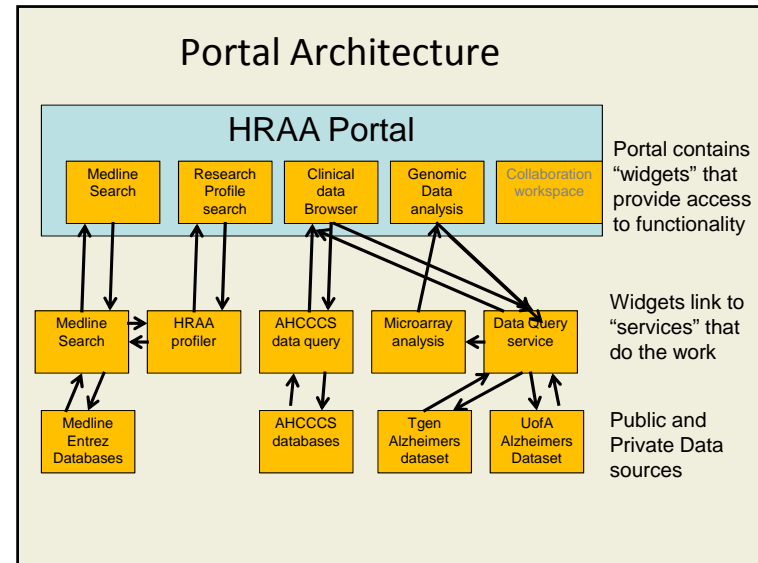 Portal Architecture
HRAA Portal
Medline
Search
Research
Profile
search
Clinical
data
Browser
Genomic
Data
analysis
Collaboration
workspace
Portal contains
“widgets” that
provide access
to functionality
Medline
Search
HRAA
profiler
AHCCCS
data query
Microarray
analysis
Data Query
service
Widgets link to
“services” that
do the work
Medline
Entrez
Databases
AHCCCS
databases
Tgen
Alzheimers
dataset
UofA
Alzheimers
Dataset
Public and
Private Data
sources